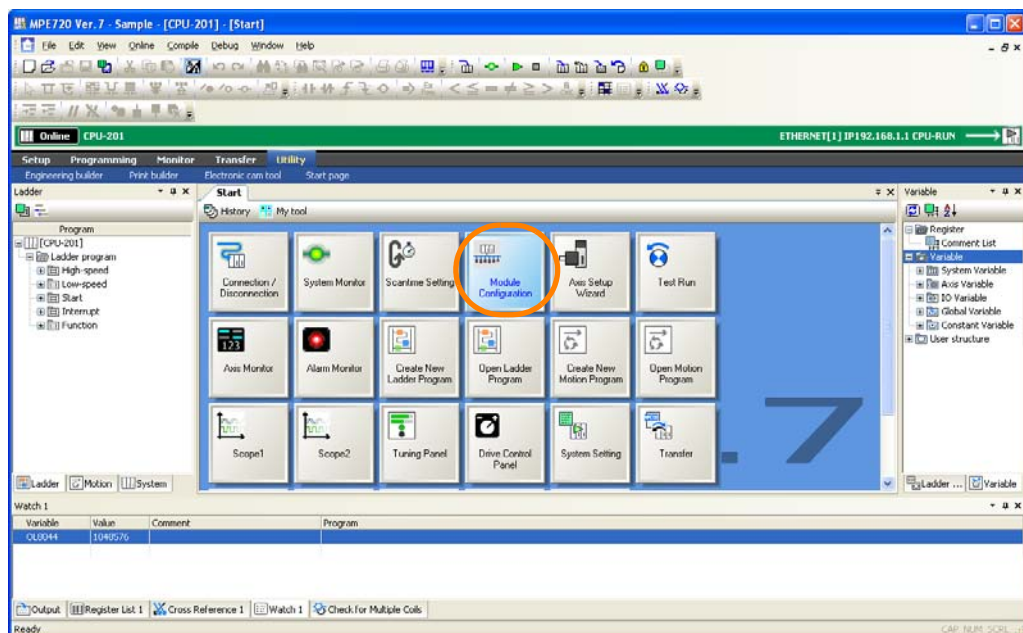 MPE720 Ver. 7 - Sample - [CPU-201] - [Start]
File Edit View Online Compile Debug Window Help
Online CPU-201 ETHERNET[1] IP192.168.1.1 CPU-RUN
Setup Programming Monitor Transfer Utility
Engineering builder Print builder Electronic cam tool Start page
Ladder
Program
[CPU-201]
Ladder program
High-speed
Low-speed
Start
Interrupt
Function
Ladder Motion System
Start
History My tool
Connection / Disconnection
System Monitor
Scantime Setting
Module Configuration
Axis Setup Wizard
Test Run
123
Axis Monitor
Alarm Monitor
Create New Ladder Program
Open Ladder Program
Create New Motion Program
Open Motion Program
Scope1
Scope2
Tuning Panel
Drive Control Panel
System Setting
Transfer
.7
Variable
Register
Comment List
Variable
System Variable
Axis Variable
IO Variable
Global Variable
Constant Variable
User structure
Ladder ... Variable
Watch 1
Variable Value Comment Program
OL8044 1048576
Output Register List 1 Cross Reference 1 Watch 1 Check for Multiple Coils
Ready CAP NUM SCRL